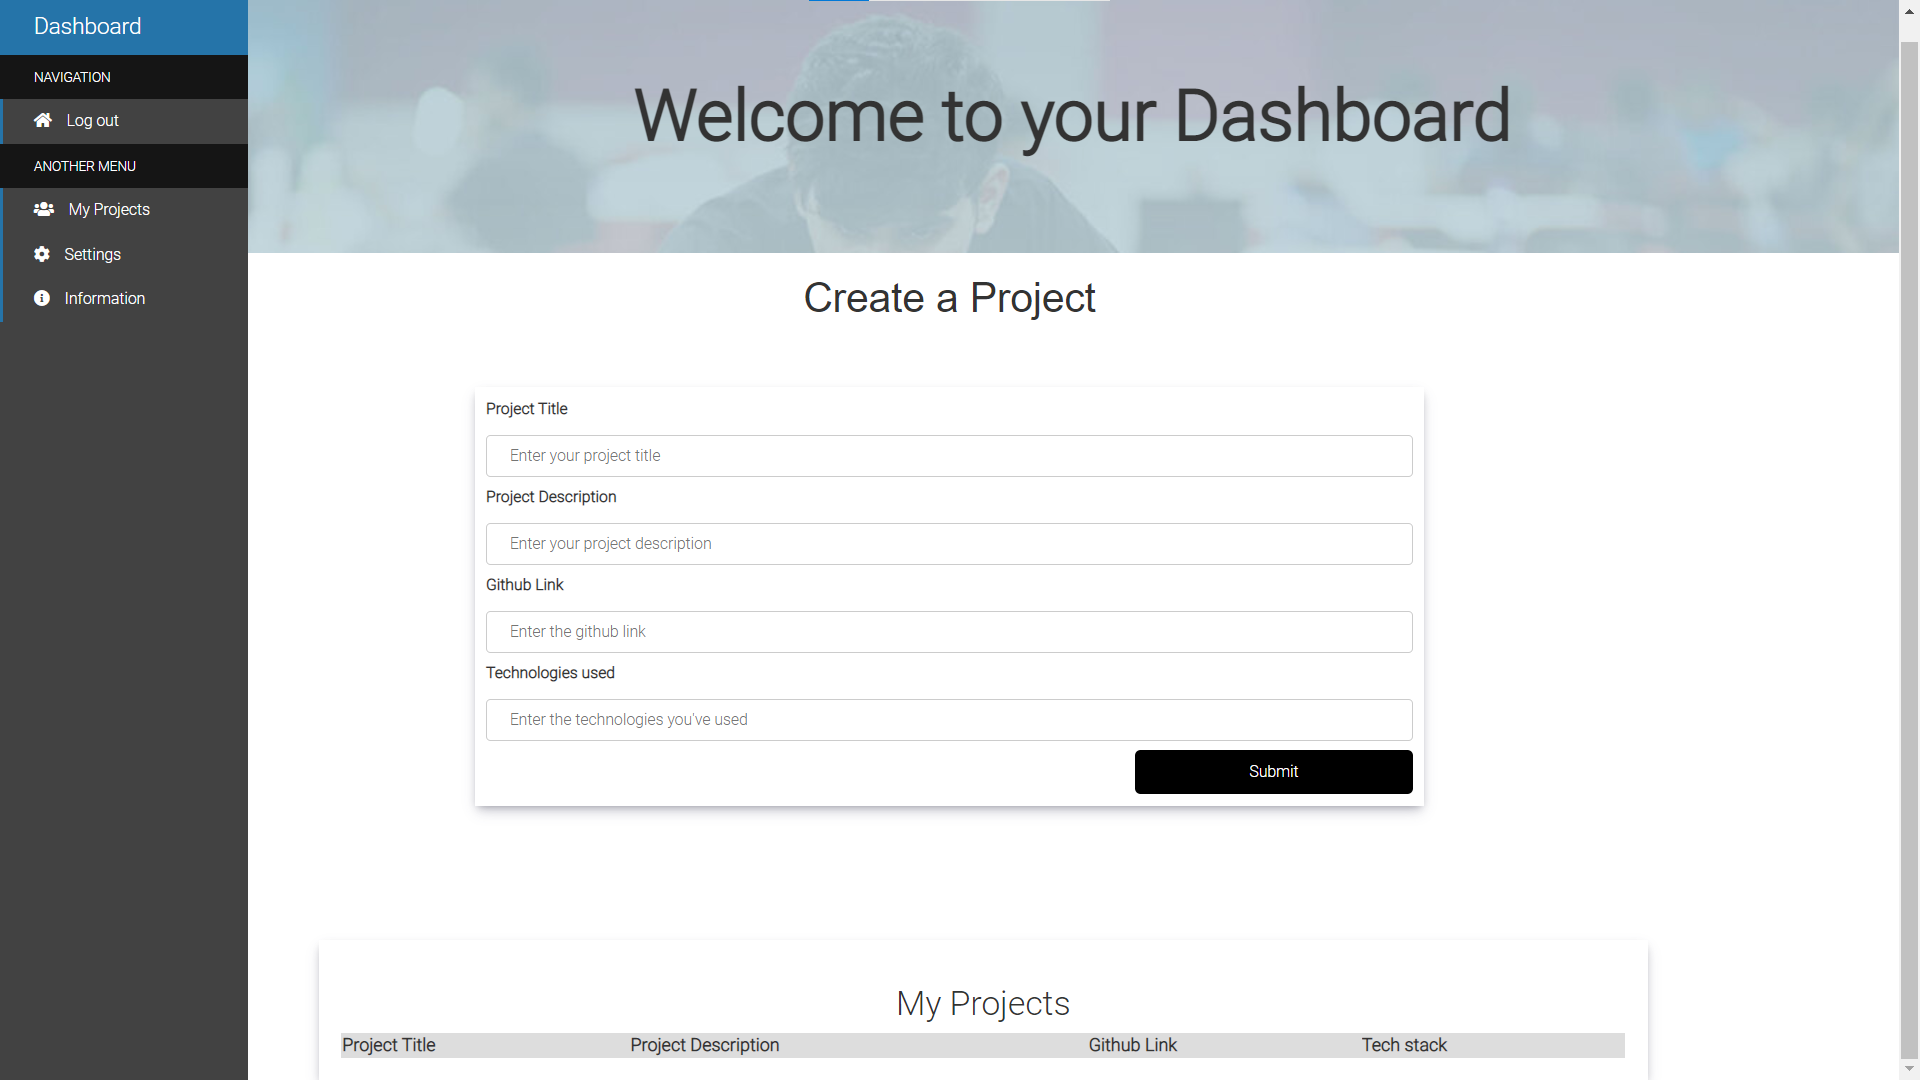 Dashboard
NAVIGATION
Log out
ANOTHER MENU
My Projects
Settings
Information
Welcome to your Dashboard
Create a Project
Project Title
Enter your project title
Project Description
Enter your project description
Github Link
Enter the github link
Technologies used
Enter the technologies you've used
Submit
My Projects
Project Title Project Description Github Link Tech stack